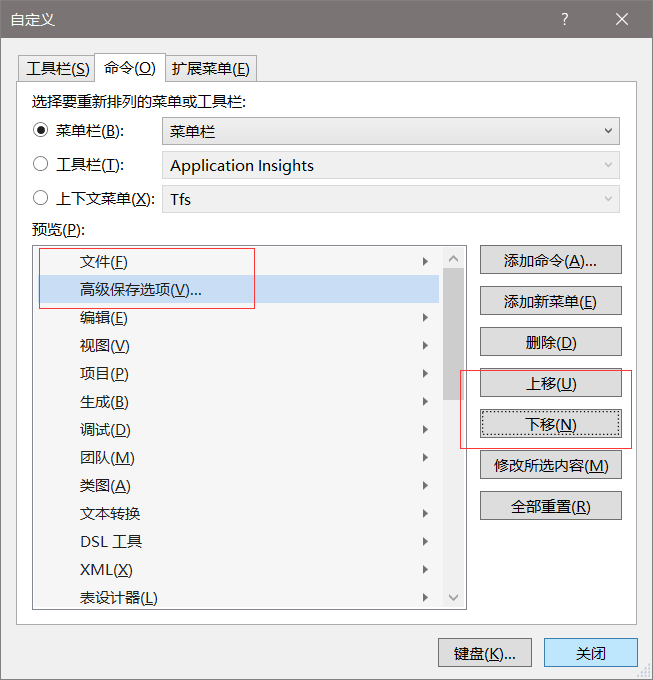 自定义
?
工具栏(S) 命令(O) 扩展菜单(E)
选择要重新排列的菜单或工具栏:
菜单栏(B): 菜单栏
工具栏(T): Application Insights
上下文菜单(X): Tfs
预览(P):
文件(F)
高级保存选项(V)...
编辑(E)
视图(V)
项目(P)
生成(B)
调试(D)
团队(M)
类图(A)
文本转换
DSL 工具
XML(X)
表设计器(L)
添加命令(A)...
添加新菜单(E)
删除(D)
上移(U)
下移(N)
修改所选内容(M)
全部重置(R)
键盘(K)... 关闭